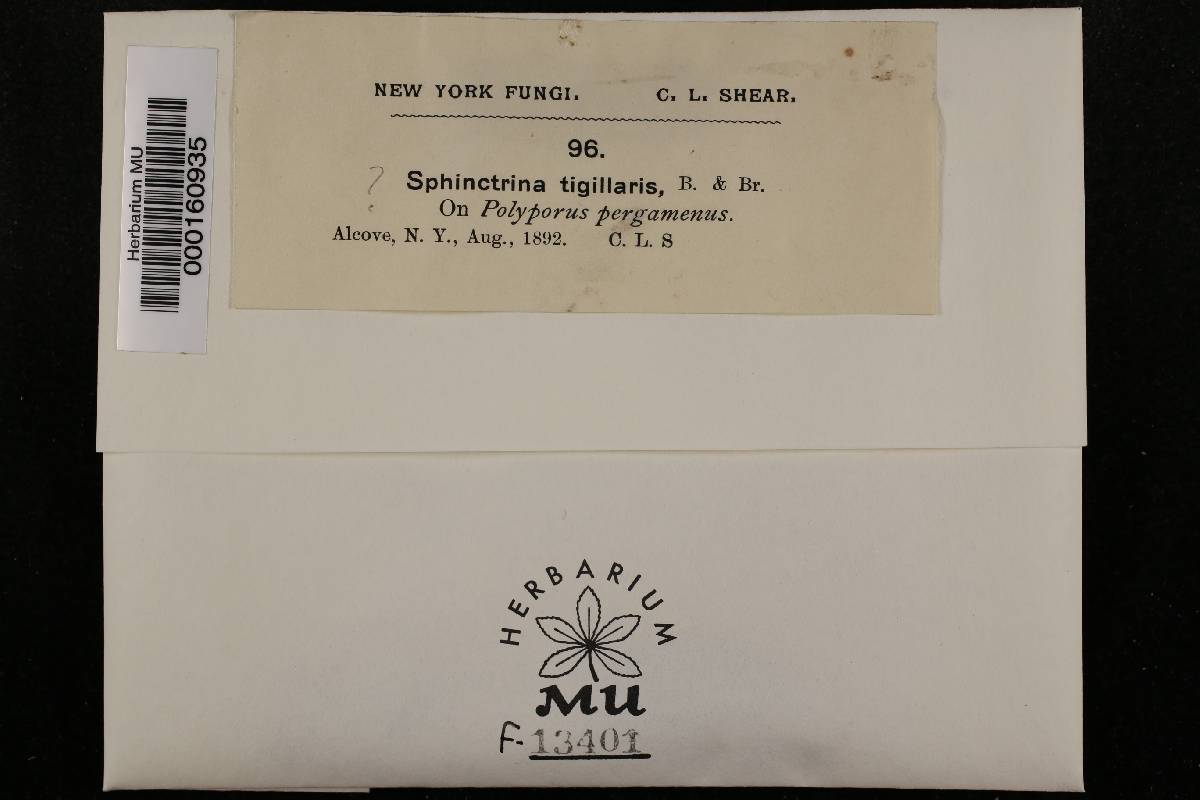 NEW YORK FUNGI. C. L. SHEAR.
96.
? Sphinctrina tigillaris, B. & Br.
On Polyporus pergamenus.
Alcove, N. Y., Aug., 1892. C. L. S
Herbarium MU
000160935
HERBARIUM
MU
F-13401